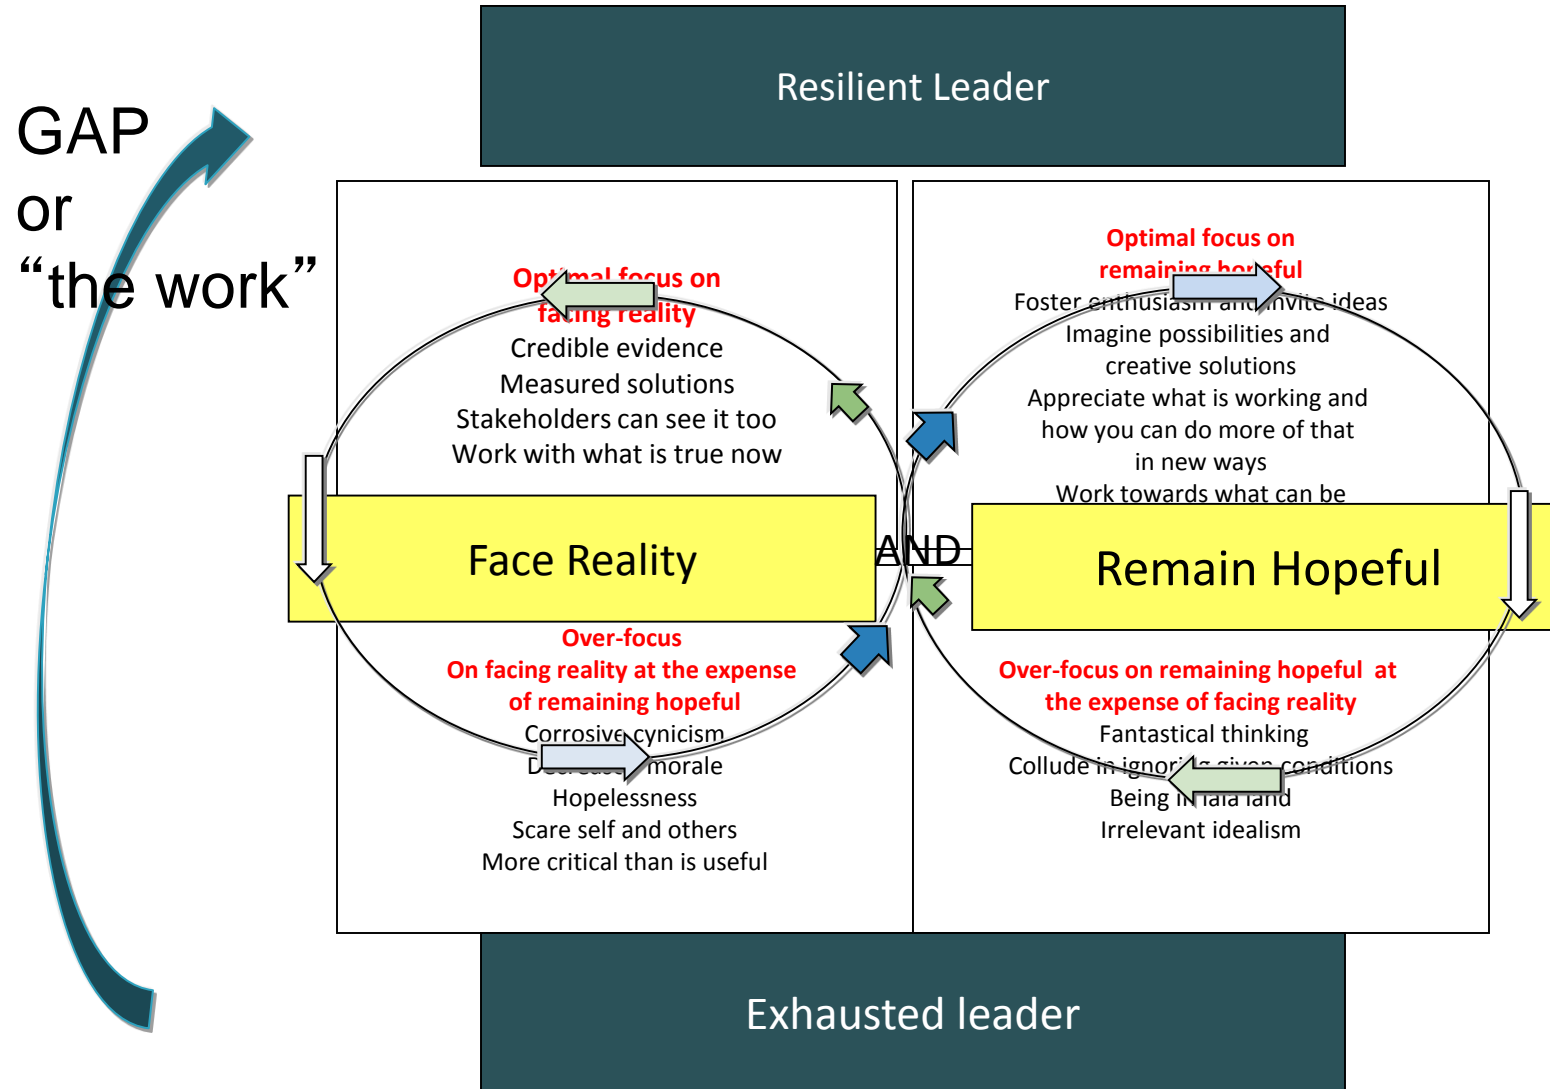 Resilient Leader
GAP
or
“the work”
Optimal focus on
facing reality
Credible evidence
Measured solutions
Stakeholders can see it too
Work with what is true now
Optimal focus on
remaining hopeful
Foster enthusiasm and invite ideas
Imagine possibilities and
creative solutions
Appreciate what is working and
how you can do more of that
in new ways
Work towards what can be
Face Reality
AND
Remain Hopeful
Over-focus
On facing reality at the expense
of remaining hopeful
Corrosive cynicism
morale
Hopelessness
Scare self and others
More critical than is useful
Over-focus on remaining hopeful at
the expense of facing reality
Fantastical thinking
Collude in ignoring given conditions
Being in lala land
Irrelevant idealism
Exhausted leader